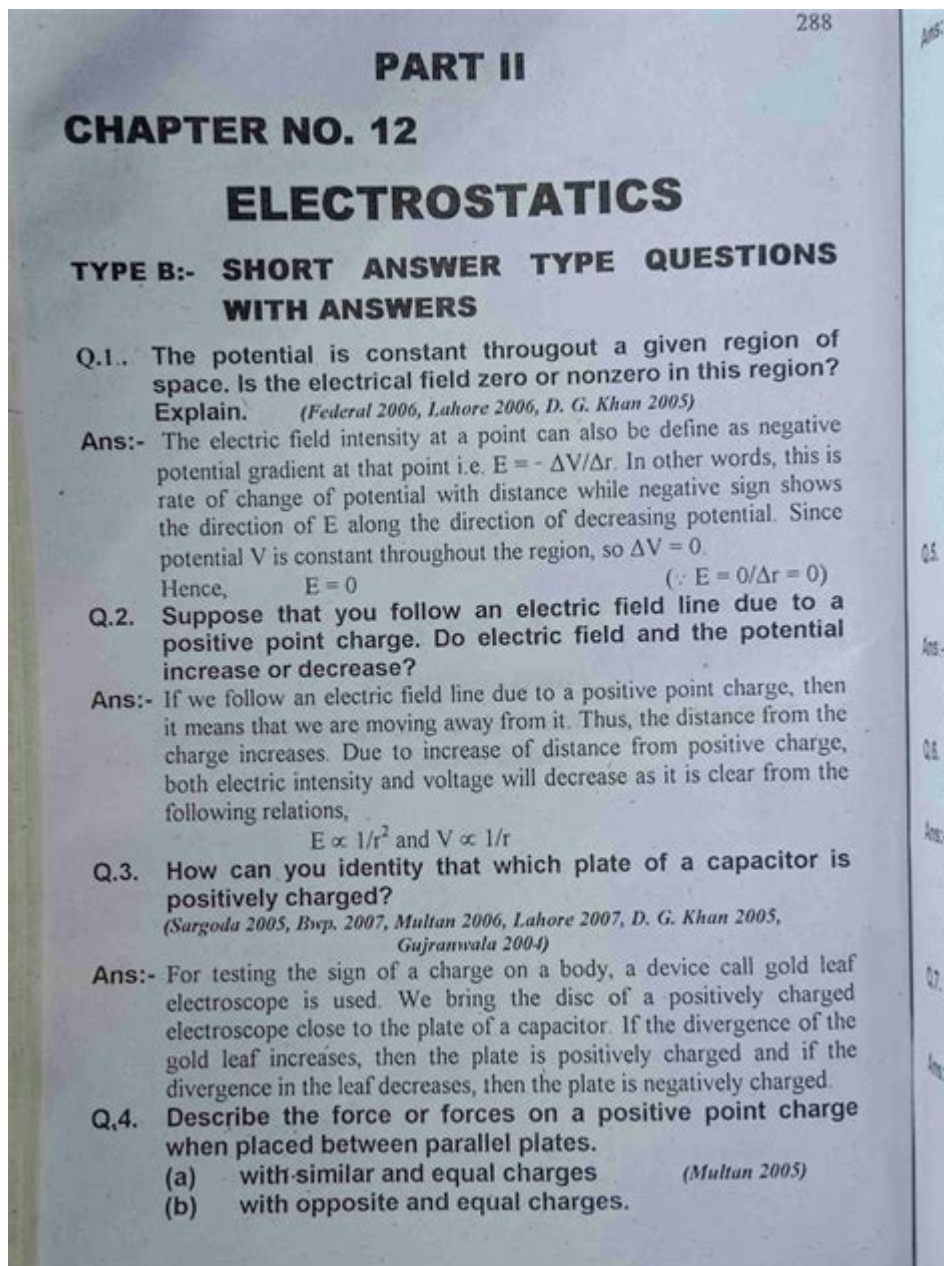 288
PART II
CHAPTER NO. 12
ELECTROSTATICS
TYPE B:- SHORT ANSWER TYPE QUESTIONS
WITH ANSWERS
Q.1.. The potential is constant througout a given region of
space. Is the electrical field zero or nonzero in this region?
Explain. (Federal 2006, Lahore 2006, D. G. Khan 2005)
Ans:- The electric field intensity at a point can also be define as negative
potential gradient at that point i.e. E = - ΔV/Δr. In other words, this is
rate of change of potential with distance while negative sign shows
the direction of E along the direction of decreasing potential. Since
potential V is constant throughout the region, so ΔV = 0.
Hence, E = 0 (∵ E = 0/Δr = 0)
Q.2. Suppose that you follow an electric field line due to a
positive point charge. Do electric field and the potential
increase or decrease?
Ans:- If we follow an electric field line due to a positive point charge, then
it means that we are moving away from it. Thus, the distance from the
charge increases. Due to increase of distance from positive charge,
both electric intensity and voltage will decrease as it is clear from the
following relations,
E ∝ 1/r² and V ∝ 1/r
Q.3. How can you identity that which plate of a capacitor is
positively charged?
(Sargoda 2005, Bwp. 2007, Multan 2006, Lahore 2007, D. G. Khan 2005,
Gujranwala 2004)
Ans:- For testing the sign of a charge on a body, a device call gold leaf
electroscope is used. We bring the disc of a positively charged
electroscope close to the plate of a capacitor. If the divergence of the
gold leaf increases, then the plate is positively charged and if the
divergence in the leaf decreases, then the plate is negatively charged.
Q.4. Describe the force or forces on a positive point charge
when placed between parallel plates.
(a) with similar and equal charges (Multan 2005)
(b) with opposite and equal charges.
Ans:
Q.5.
Ans:-
Q.6.
Ans:
Q.7.